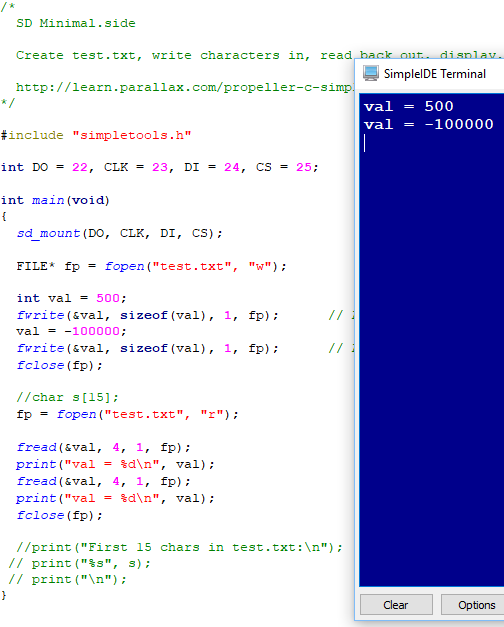 /*
SD Minimal.side
Create test.txt, write characters in, read back out, display.
http://learn.parallax.com/propeller-c-simp
*/
#include "simpletools.h"
int DO = 22, CLK = 23, DI = 24, CS = 25;
int main(void)
{
sd_mount(DO, CLK, DI, CS);
FILE* fp = fopen("test.txt", "w");
int val = 500;
fwrite(&val, sizeof(val), 1, fp); //
val = -100000;
fwrite(&val, sizeof(val), 1, fp); //
fclose(fp);
//char s[15];
fp = fopen("test.txt", "r");
fread(&val, 4, 1, fp);
print("val = %d\n", val);
fread(&val, 4, 1, fp);
print("val = %d\n", val);
fclose(fp);
//print("First 15 chars in test.txt:\n");
// print("%s", s);
// print("\n");
}
SimpleIDE Terminal
val = 500
val = -100000
Clear
Options